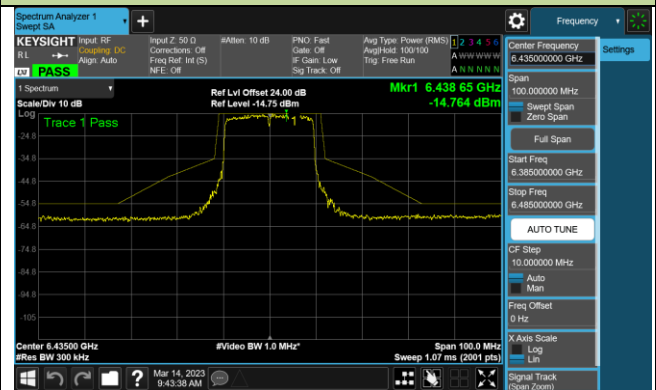 Spectrum Analyzer 1
Swept SA
Frequency
KEYSIGHT
Input: RF
Coupling: DC
Align: Auto
Input Z: 50 Ω
Corrections: Off
Freq Ref: Int (S)
NFE: Off
#Atten: 10 dB
PNO: Fast
Gate: Off
IF Gain: Low
Sig Track: Off
Avg Type: Power (RMS)
Avg|Hold: 100/100
Trig: Free Run
1 2 3 4 5 6
A W W W W W
A N N N N N
R L
LXI PASS
1 Spectrum
Scale/Div 10 dB
Ref Lvl Offset 24.00 dB
Ref Level -14.75 dBm
Mkr1 6.438 65 GHz
-14.764 dBm
Log
Trace 1 Pass
1
-24.8
-34.8
-44.8
-54.8
-64.8
-74.8
-84.8
-94.8
-105
Center 6.43500 GHz
#Res BW 300 kHz
#Video BW 1.0 MHz*
Span 100.0 MHz
Sweep 1.07 ms (2001 pts)
Center Frequency
6.435000000 GHz
Settings
Span
100.000000 MHz
Swept Span
Zero Span
Full Span
Start Freq
6.385000000 GHz
Stop Freq
6.485000000 GHz
AUTO TUNE
CF Step
10.000000 MHz
Auto
Man
Freq Offset
0 Hz
X Axis Scale
Log
Lin
Signal Track
(Span Zoom)
?
Mar 14, 2023
9:43:38 AM